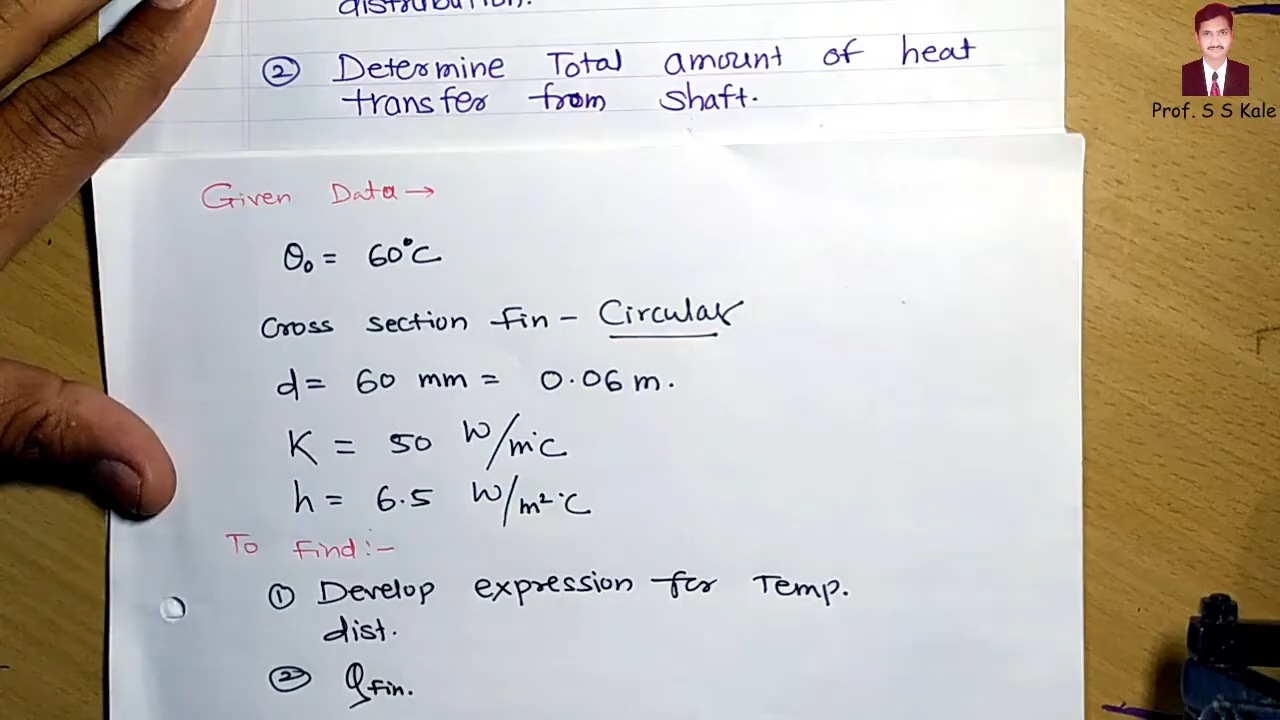 distribution.
② Determine Total amount of heat
transfer from shaft.
Prof. S S Kale
Given Data →
θ₀ = 60°C
Cross section fin - Circular
d = 60 mm = 0.06 m.
K = 50 W/m°C
h = 6.5 W/m²°C
To Find :-
① Develop expression for Temp.
dist.
② Qfin.